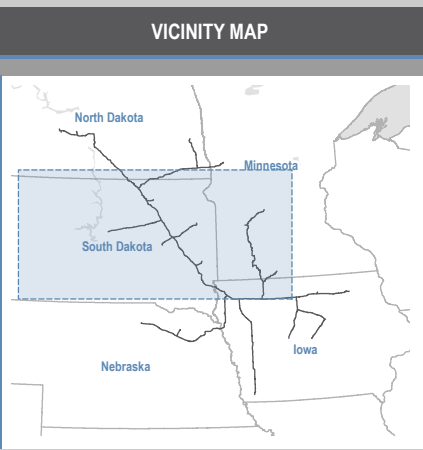 VICINITY MAP
North Dakota
Minnesota
South Dakota
Iowa
Nebraska